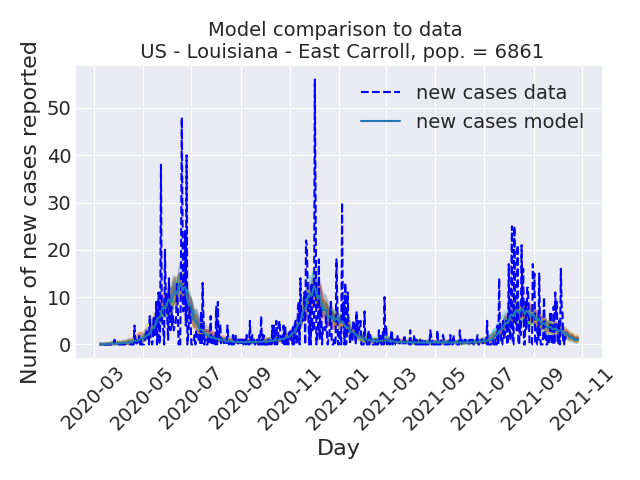 Model comparison to data
US - Louisiana - East Carroll, pop. = 6861
Number of new cases reported
50
40
30
20
10
0
new cases data
new cases model
2020-03
2020-05
2020-07
2020-09
2020-11
2021-01
2021-03
2021-05
2021-07
2021-09
2021-11
Day